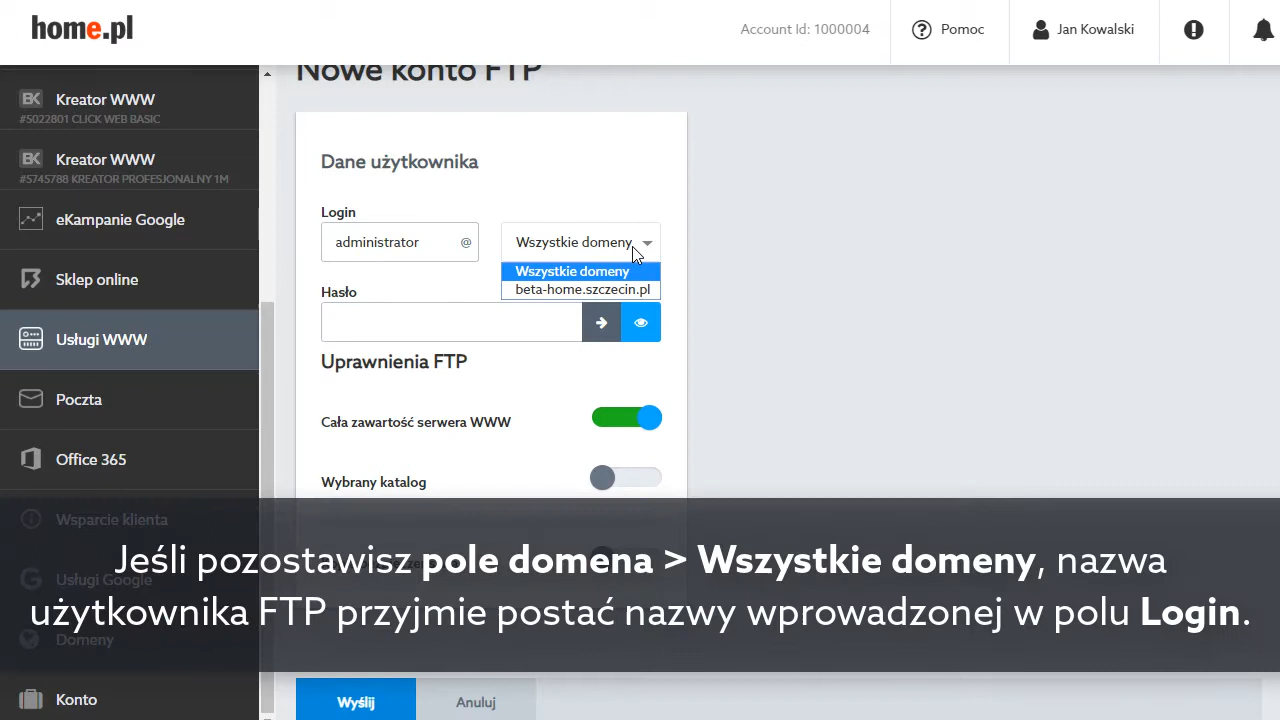 home.pl
Account Id: 1000004
Pomoc
Jan Kowalski
Kreator WWW
#5022801 CLICK WEB BASIC
Kreator WWW
#5745788 KREATOR PROFESJONALNY 1M
eKampanie Google
Sklep online
Usługi WWW
Poczta
Office 365
Wsparcie klienta
Usługi Google
Domeny
Konto
Nowe konto FTP
Dane użytkownika
Login
administrator @
Wszystkie domeny
Wszystkie domeny
beta-home.szczecin.pl
Hasło
Uprawnienia FTP
Cała zawartość serwera WWW
Wybrany katalog
Jeśli pozostawisz pole domena > Wszystkie domeny, nazwa
użytkownika FTP przyjmie postać nazwy wprowadzonej w polu Login.
Wyślij
Anuluj